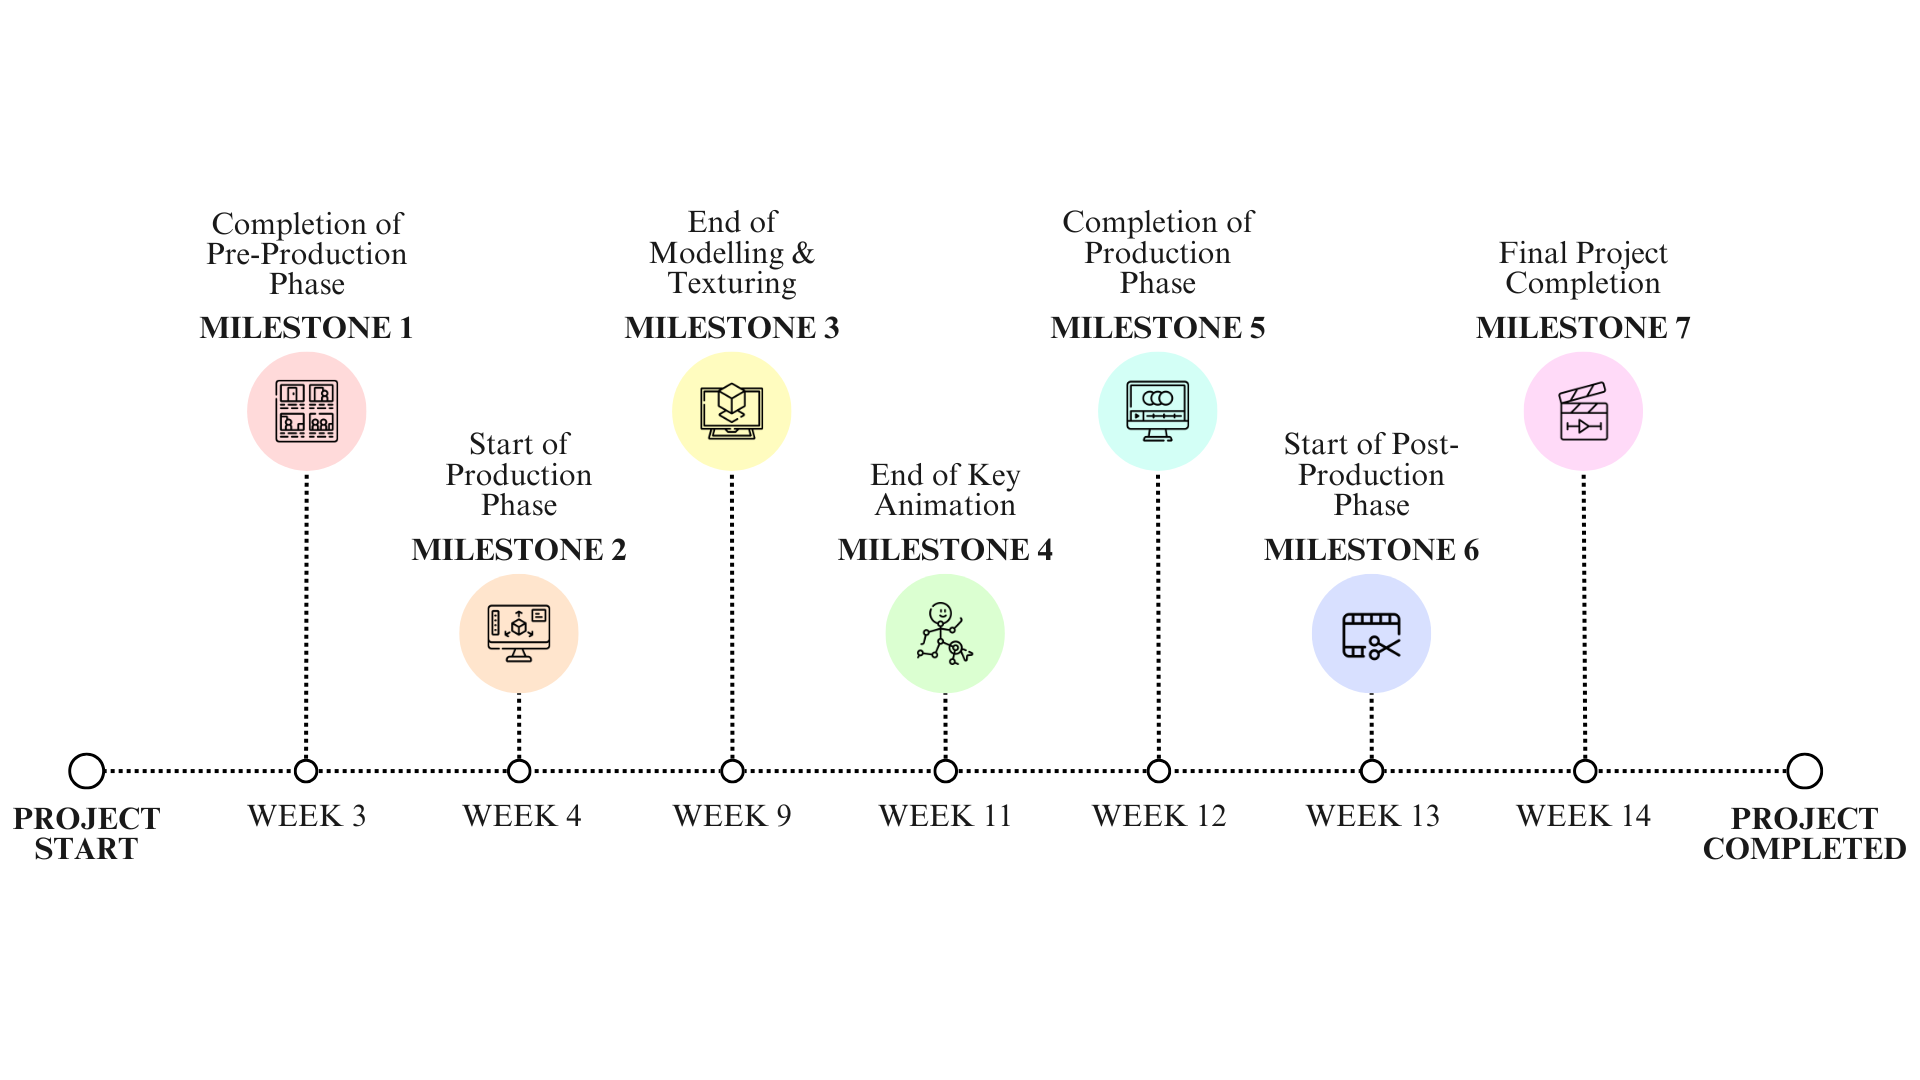 Completion of
Pre-Production
Phase
MILESTONE 1
Start of
Production
Phase
MILESTONE 2
End of
Modelling &
Texturing
MILESTONE 3
End of Key
Animation
MILESTONE 4
Completion of
Production
Phase
MILESTONE 5
Start of Post-
Production
Phase
MILESTONE 6
Final Project
Completion
MILESTONE 7
PROJECT
START
WEEK 3
WEEK 4
WEEK 9
WEEK 11
WEEK 12
WEEK 13
WEEK 14
PROJECT
COMPLETED